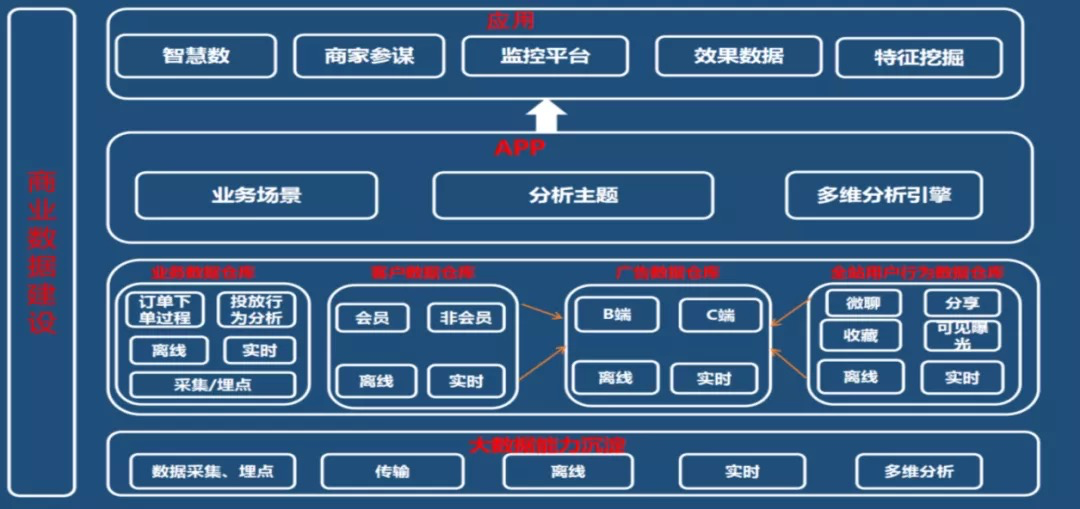 商业数据建设
应用
智慧数
商家参谋
监控平台
效果数据
特征挖掘
APP
业务场景
分析主题
多维分析引擎
业务数据仓库
订单下
单过程
投放行
为分析
离线
实时
采集/埋点
客户数据仓库
会员
非会员
离线
实时
广告数据仓库
B端
C端
离线
实时
全站用户行为数据仓库
微聊
分享
收藏
可见曝
光
离线
实时
大数据能力沉淀
数据采集、埋点
传输
离线
实时
多维分析